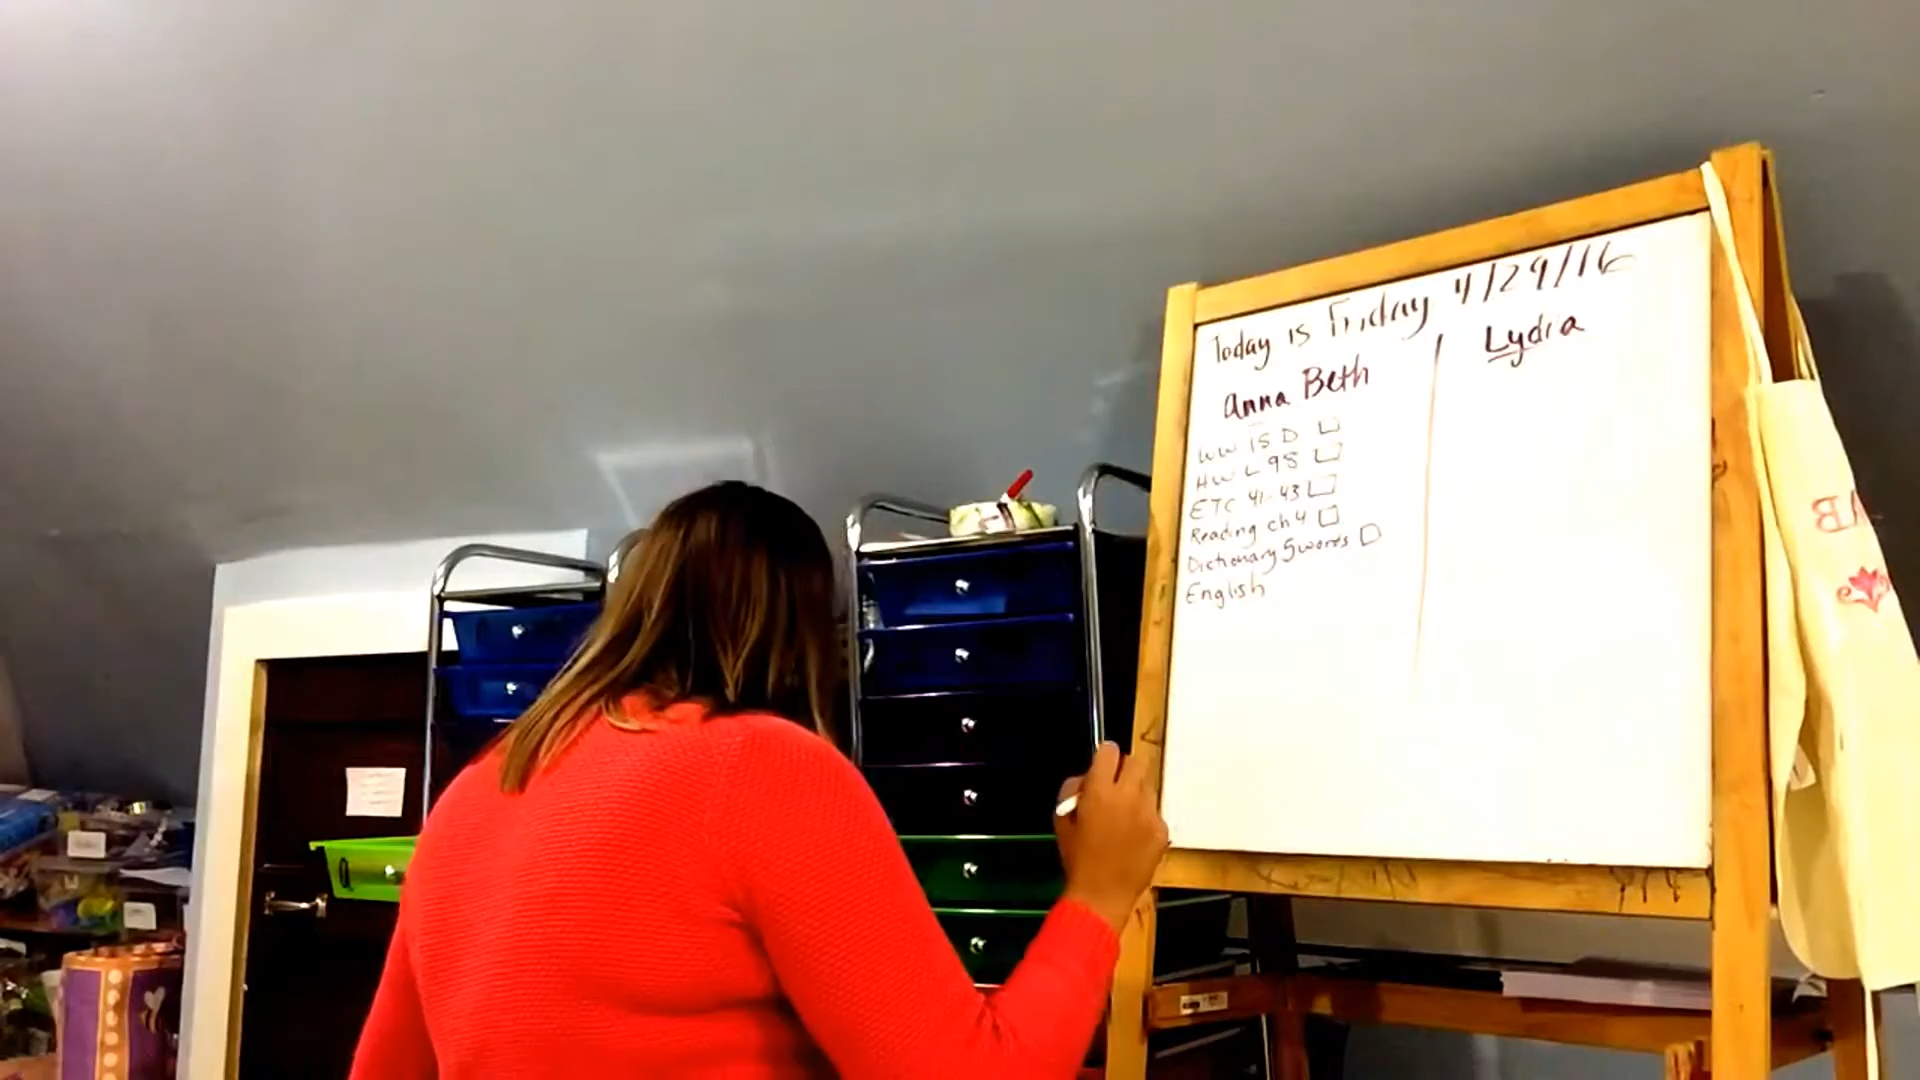 Today is Friday 4/29/16
Anna Beth
Lydia
WW 15 D
HW L 98
ETC 41-43
Reading ch 4
Dictionary 5 words
English